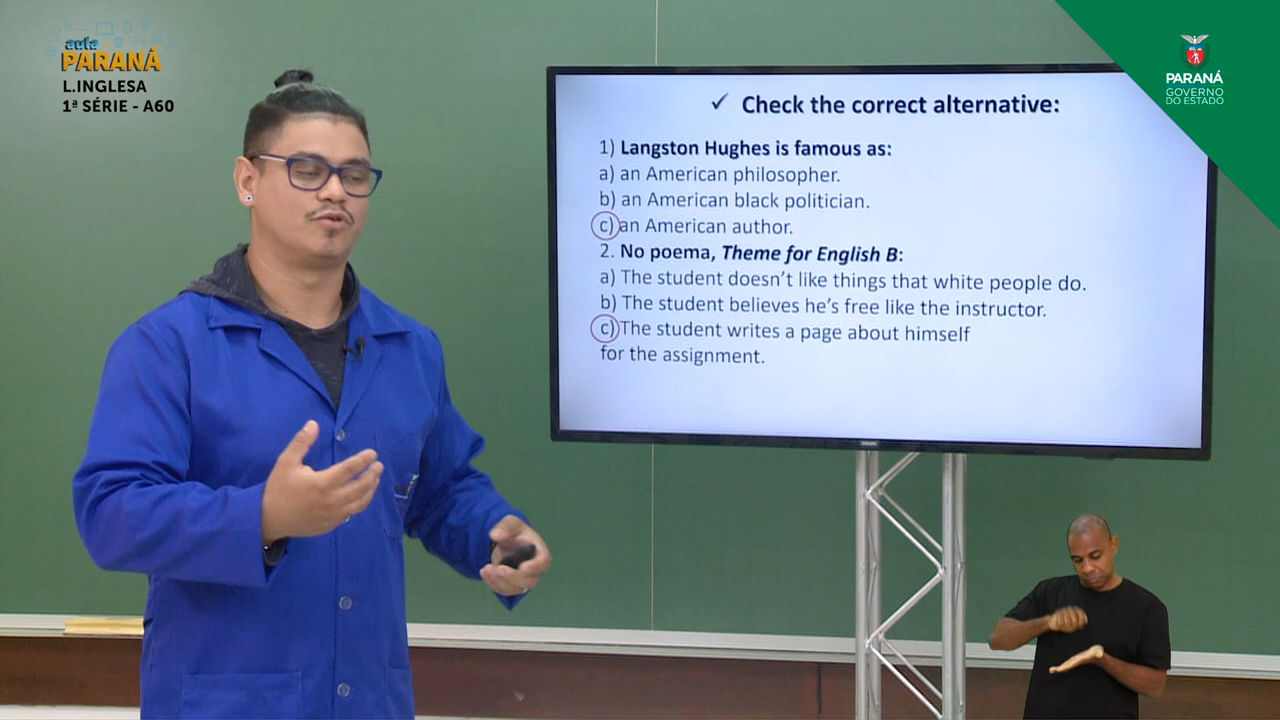 aula
PARANÁ
L.INGLESA
1ª SÉRIE - A60
PARANÁ
GOVERNO
DO ESTADO
✓ Check the correct alternative:
1) Langston Hughes is famous as:
a) an American philosopher.
b) an American black politician.
c) an American author.
2. No poema, Theme for English B:
a) The student doesn't like things that white people do.
b) The student believes he's free like the instructor.
c) The student writes a page about himself
for the assignment.